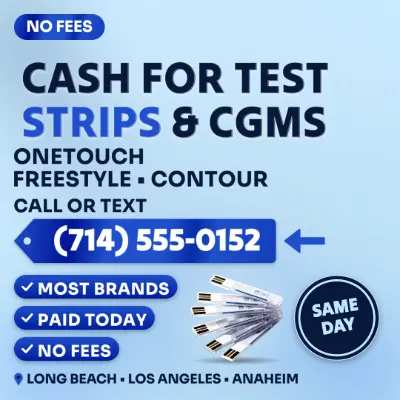 NO FEES
CASH FOR TEST
STRIPS & CGMS
ONETOUCH
FREESTYLE ▪ CONTOUR
CALL OR TEXT
(714) 555-0152
✓ MOST BRANDS
✓ PAID TODAY
✓ NO FEES
SAME
DAY
LONG BEACH ▪ LOS ANGELES ▪ ANAHEIM